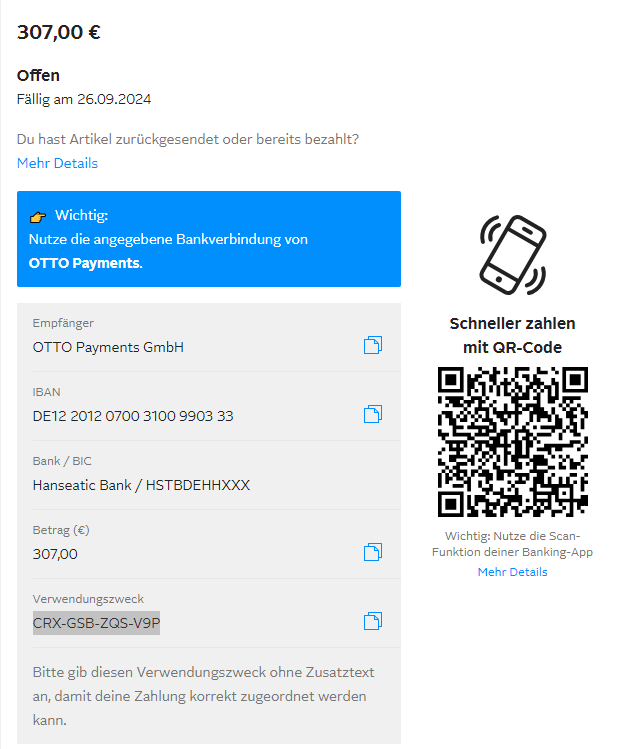 307,00 €
Offen
Fällig am 26.09.2024
Du hast Artikel zurückgesendet oder bereits bezahlt?
Mehr Details
Wichtig:
Nutze die angegebene Bankverbindung von
OTTO Payments.
Empfänger
OTTO Payments GmbH
IBAN
DE12 2012 0700 3100 9903 33
Bank / BIC
Hanseatic Bank / HSTBDEHHXXX
Betrag (€)
307,00
Verwendungszweck
CRX-GSB-ZQS-V9P
Bitte gib diesen Verwendungszweck ohne Zusatztext
an, damit deine Zahlung korrekt zugeordnet werden
kann.
Schneller zahlen
mit QR-Code
Wichtig: Nutze die Scan-
Funktion deiner Banking-App
Mehr Details